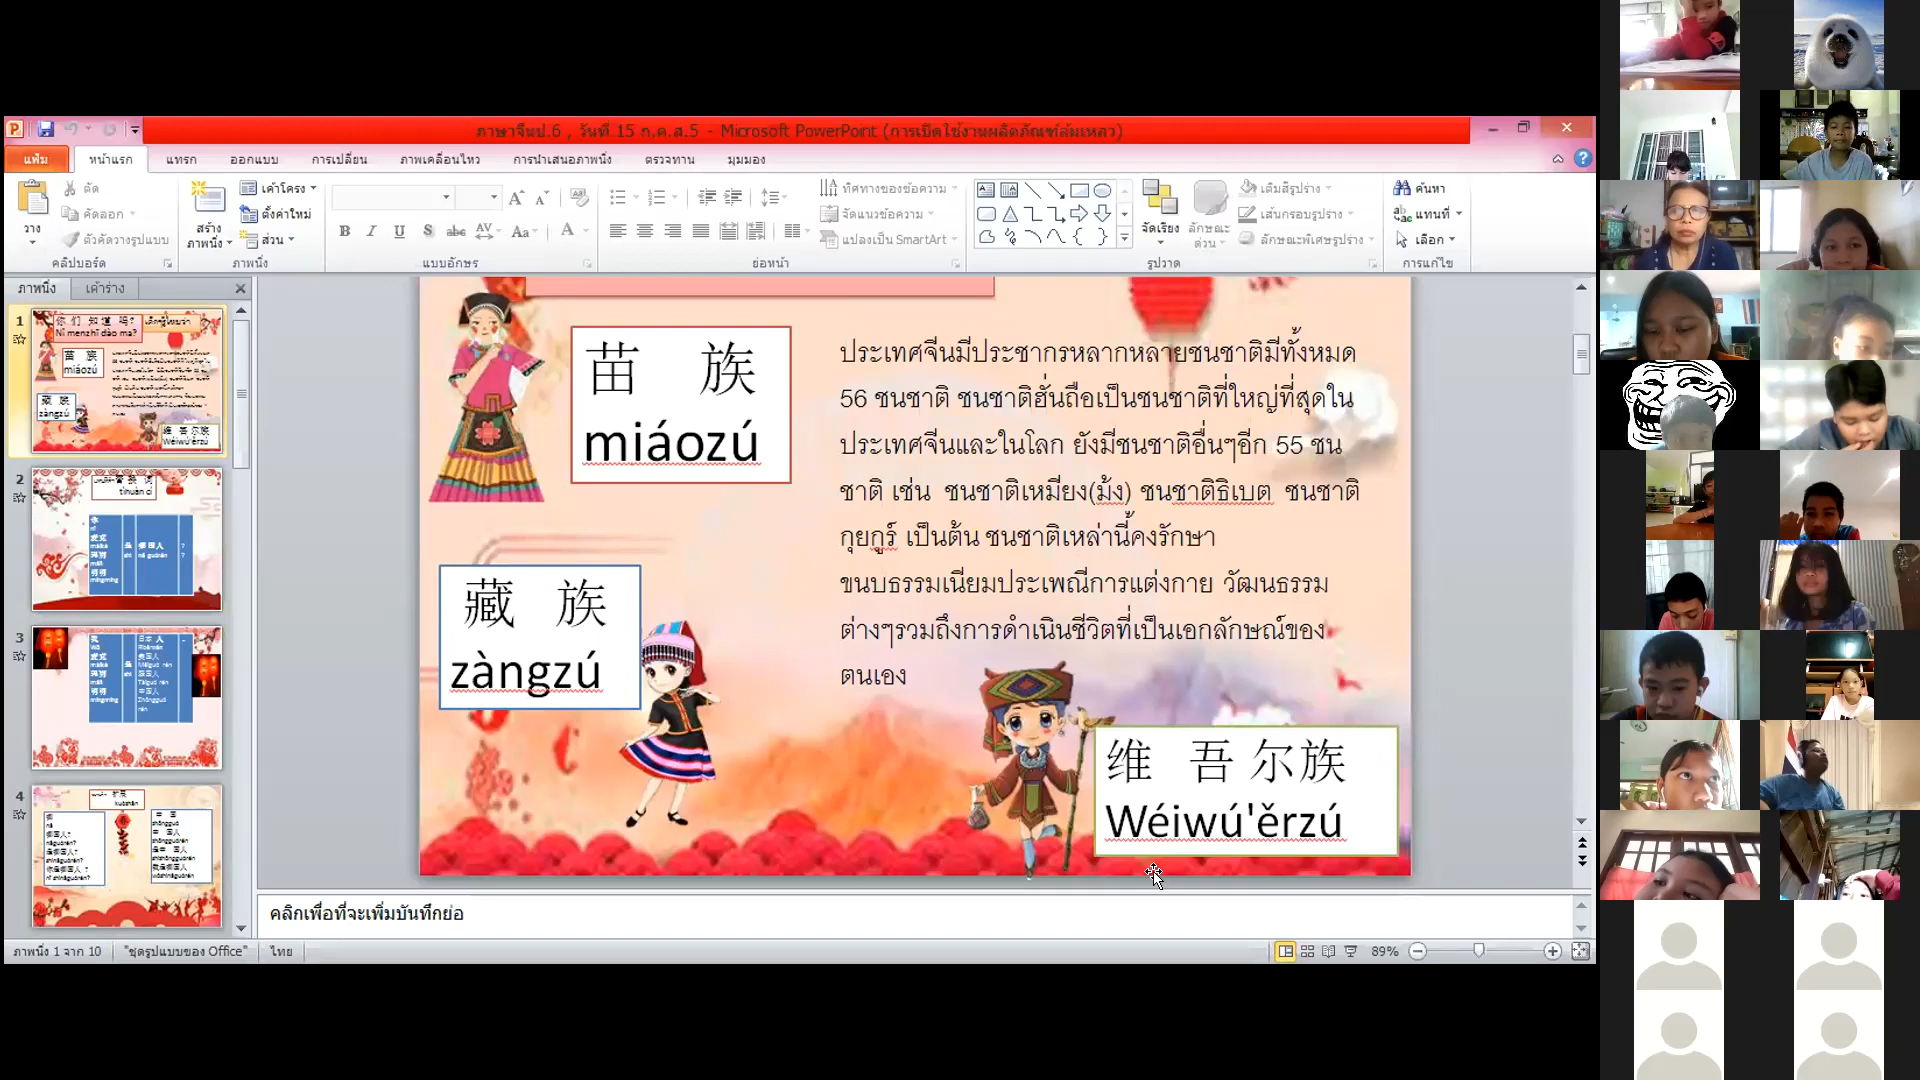 ภาษาจีนป.6 , วันที่ 15 ก.ค.ส.5 - Microsoft PowerPoint (การเปิดใช้งานผลิตภัณฑ์ล้มเหลว)
แฟ้ม หน้าแรก แทรก ออกแบบ การเปลี่ยน ภาพเคลื่อนไหว การนำเสนอภาพนิ่ง ตรวจทาน มุมมอง
วาง
ตัด
คัดลอก
ตัวคัดวางรูปแบบ
คลิปบอร์ด
สร้าง
ภาพนิ่ง
เค้าโครง
ตั้งค่าใหม่
ส่วน
ภาพนิ่ง
แบบอักษร
ทิศทางของข้อความ
จัดแนวข้อความ
แปลงเป็น SmartArt
ย่อหน้า
จัดเรียง
ลักษณะ
ด่วน
เติมสีรูปร่าง
เส้นกรอบรูปร่าง
ลักษณะพิเศษรูปร่าง
รูปวาด
ค้นหา
แทนที่
เลือก
การแก้ไข
ภาพนิ่ง เค้าร่าง
1
你 们 知 道 吗?
Nǐ menzhī dào ma?
苗 族
miáozú
藏 族
zàngzú
维 吾 尔族
Wéiwú'ěrzú
2
3
4
苗 族
miáozú
藏 族
zàngzú
维 吾 尔族
Wéiwú'ěrzú
ประเทศจีนมีประชากรหลากหลายชนชาติมีทั้งหมด
56 ชนชาติ ชนชาติฮั่นถือเป็นชนชาติที่ใหญ่ที่สุดใน
ประเทศจีนและในโลก ยังมีชนชาติอื่นๆอีก 55 ชน
ชาติ เช่น ชนชาติเหมียง(ม้ง) ชนชาติธิเบต ชนชาติ
กุยกูร์ เป็นต้น ชนชาติเหล่านี้คงรักษา
ขนบธรรมเนียมประเพณีการแต่งกาย วัฒนธรรม
ต่างๆรวมถึงการดำเนินชีวิตที่เป็นเอกลักษณ์ของ
ตนเอง
คลิกเพื่อที่จะเพิ่มบันทึกย่อ
ภาพนิ่ง 1 จาก 10 "ชุดรูปแบบของ Office" ไทย 89%